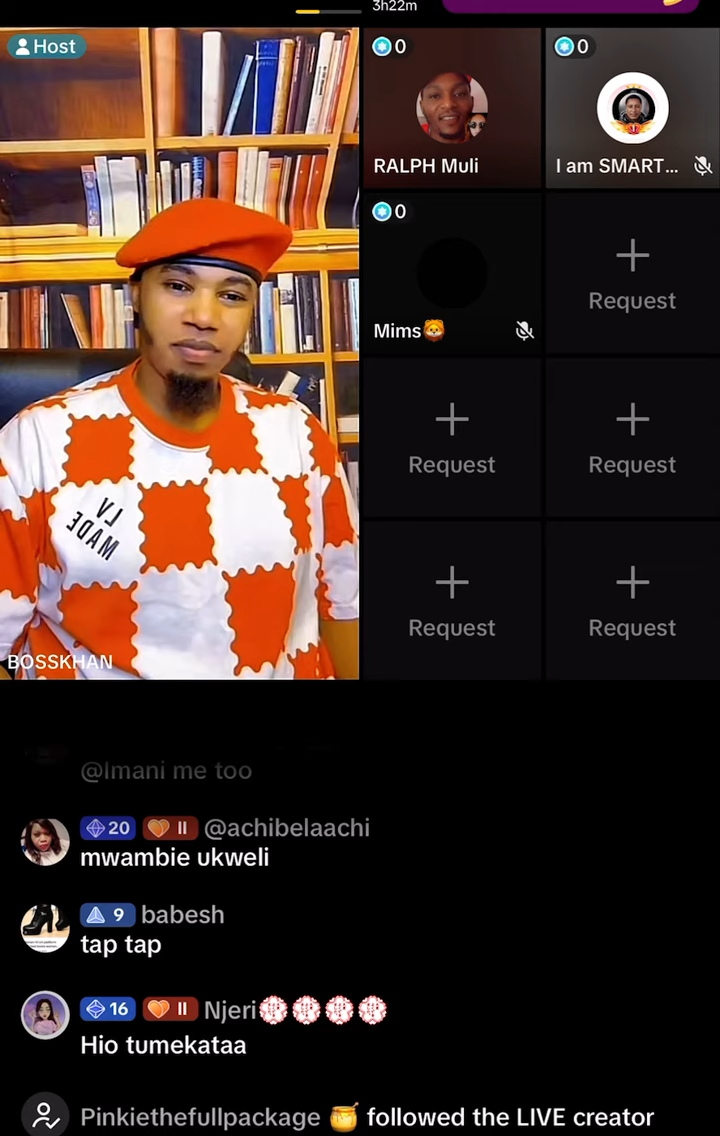 3h22m
Host
0
RALPH Muli
0
I am SMART...
0
Mims
Request
Request
Request
Request
Request
LV
MADE
BOSSKHAN
@Imani me too
20 II @achibelaachi
mwambie ukweli
9 babesh
tap tap
16 II Njeri
Hio tumekataa
Pinkiethefullpackage followed the LIVE creator